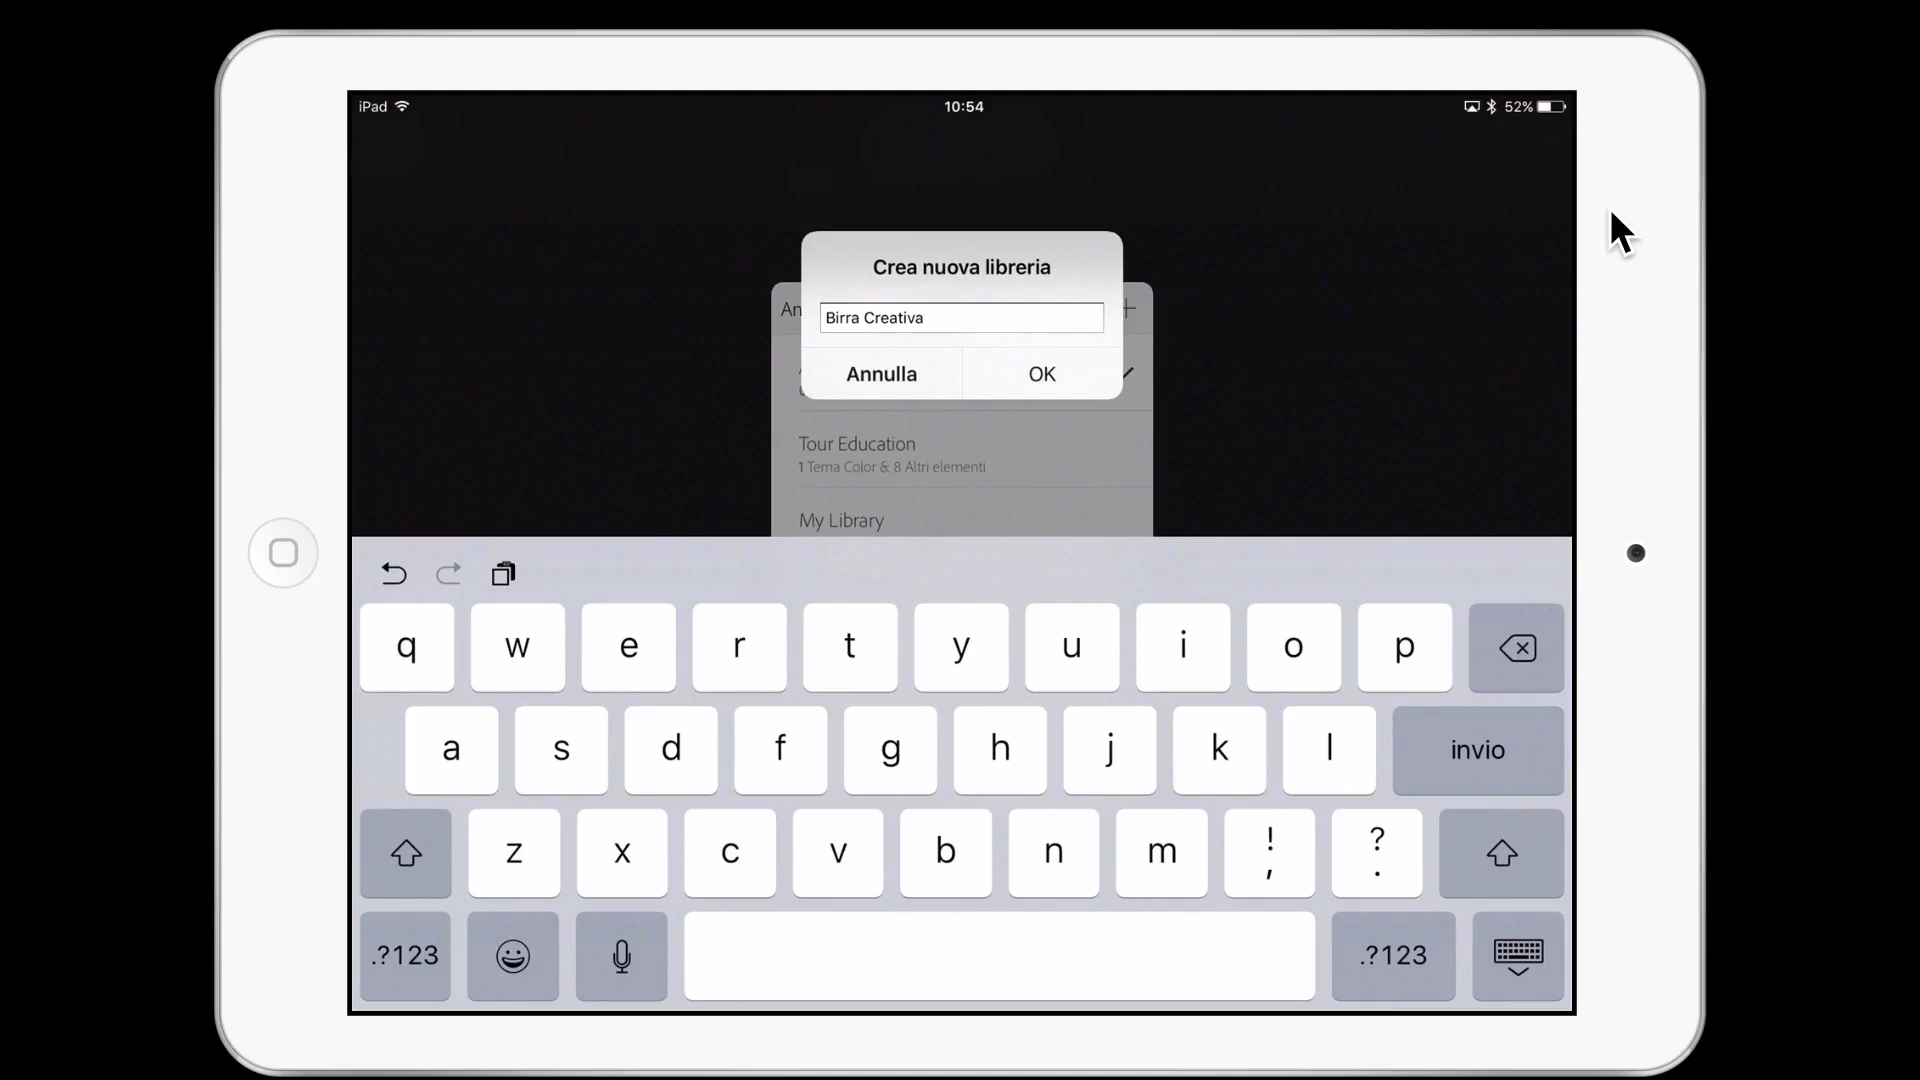 iPad
10:54
52%
Crea nuova libreria
An
Birra Creativa
Annulla
OK
Tour Education
1 Tema Color & 8 Altri elementi
My Library
q w e r t y u i o p
a s d f g h j k l invio
z x c v b n m ! , ? .
.?123
.?123